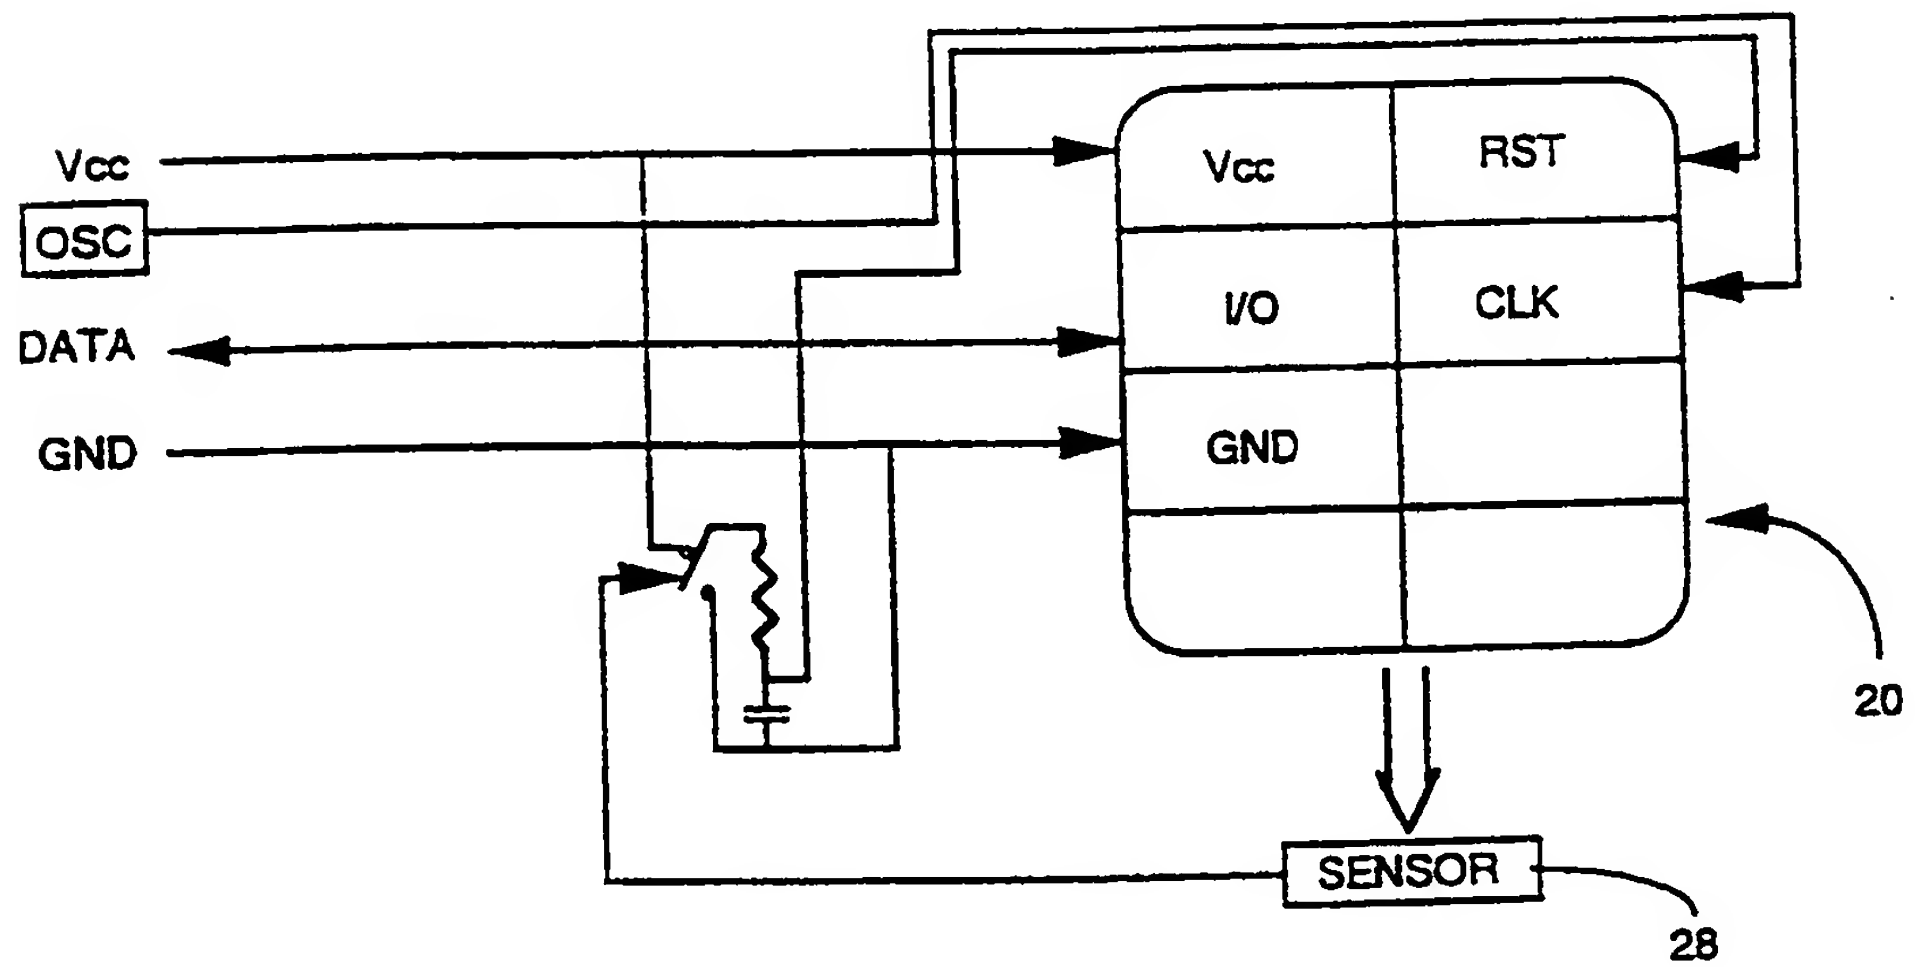 Vcc
OSC
DATA
GND
Vcc
RST
I/O
CLK
GND
20
SENSOR
28